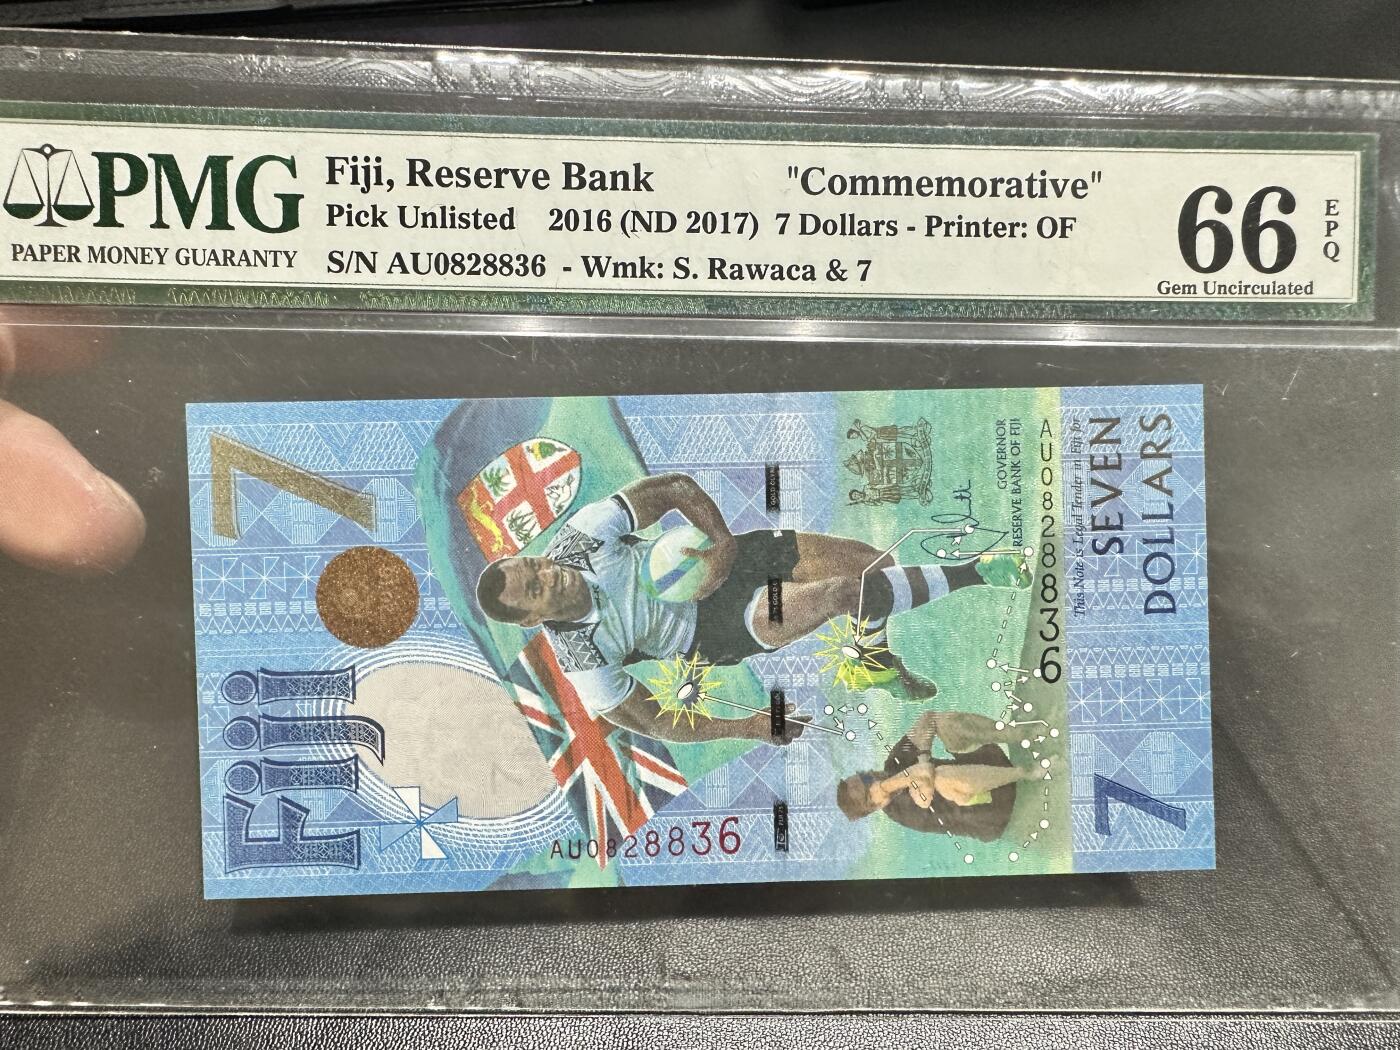 PMG
PAPER MONEY GUARANTY
Fiji, Reserve Bank "Commemorative"
Pick Unlisted 2016 (ND 2017) 7 Dollars - Printer: OF
S/N AU0828836 - Wmk: S. Rawaca & 7
66
EPQ
Gem Uncirculated
7
Fiji
AU0828836
GOVERNOR
RESERVE BANK OF FIJI
AU0828836
This Note is Legal Tender in Fiji for
SEVEN
DOLLARS
7